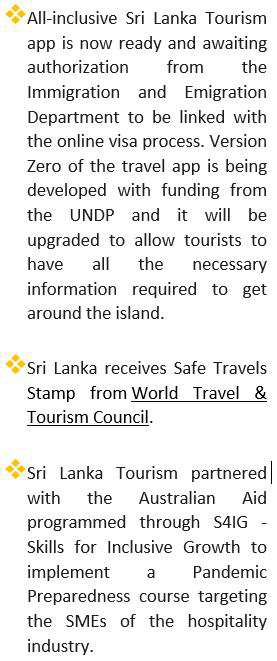 All-inclusive Sri Lanka Tourism
app is now ready and awaiting
authorization from the
Immigration and Emigration
Department to be linked with
the online visa process. Version
Zero of the travel app is being
developed with funding from
the UNDP and it will be
upgraded to allow tourists to
have all the necessary
information required to get
around the island.
Sri Lanka receives Safe Travels
Stamp from World Travel &
Tourism Council.
Sri Lanka Tourism partnered
with the Australian Aid
programmed through S4IG -
Skills for Inclusive Growth to
implement a Pandemic
Preparedness course targeting
the SMEs of the hospitality
industry.